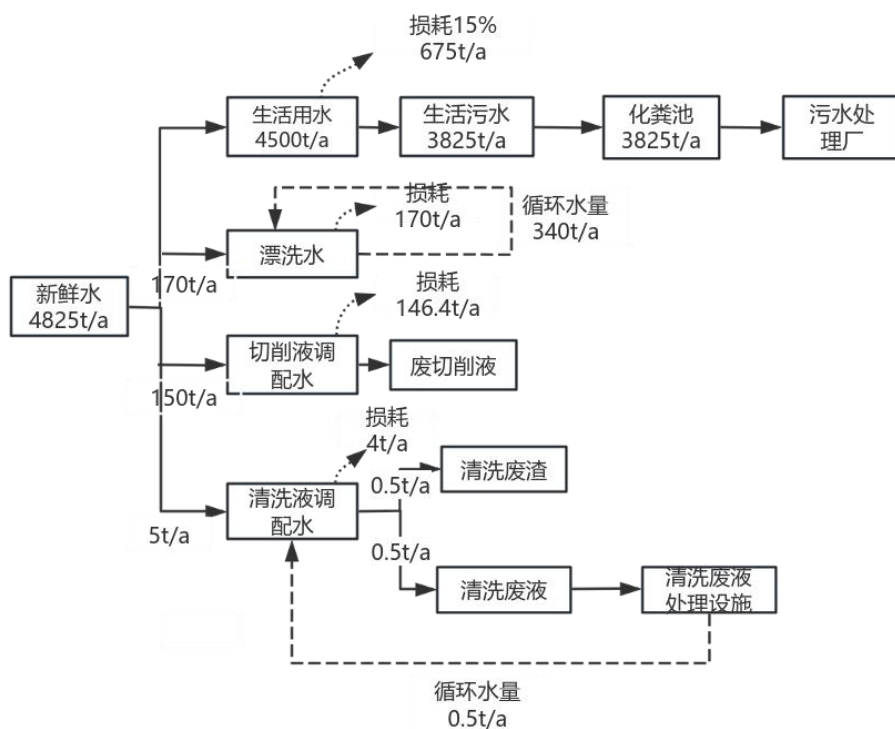 损耗15%
675t/a
生活用水
4500t/a
生活污水
3825t/a
化粪池
3825t/a
污水处
理厂
损耗
170t/a
循环水量
340t/a
漂洗水
170t/a
新鲜水
4825t/a
损耗
146.4t/a
切削液调
配水
废切削液
150t/a
损耗
4t/a
清洗废渣
0.5t/a
清洗液调
配水
5t/a
0.5t/a
清洗废液
清洗废液
处理设施
循环水量
0.5t/a